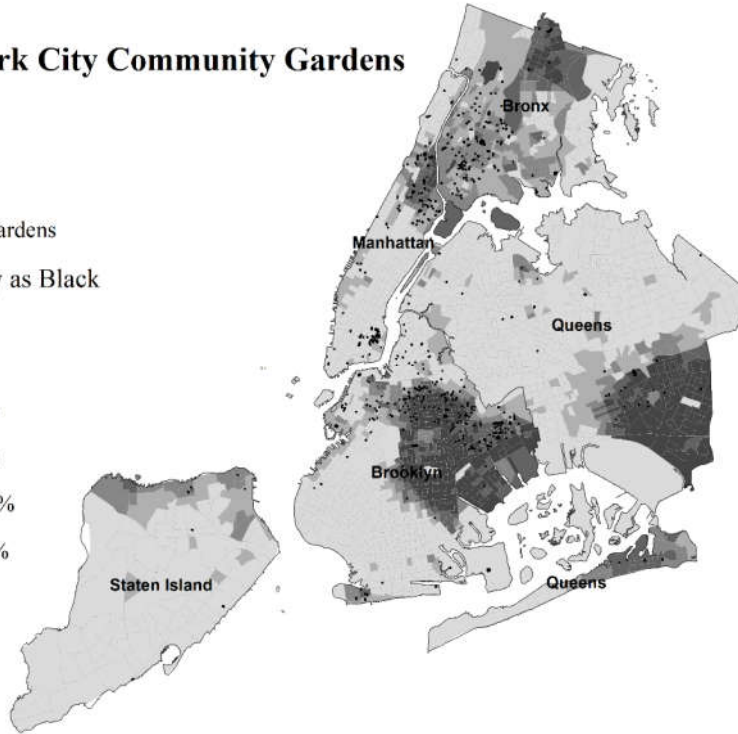 rk City Community Gardens
Bronx
ardens
Manhattan
y as Black
Queens
Brooklyn
%
%
Staten Island
Queens